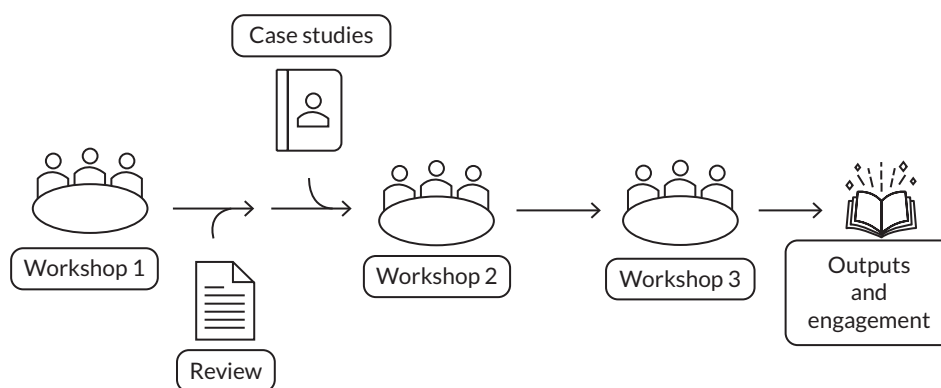 Case studies
Workshop 1
Review
Workshop 2
Workshop 3
Outputs
and
engagement